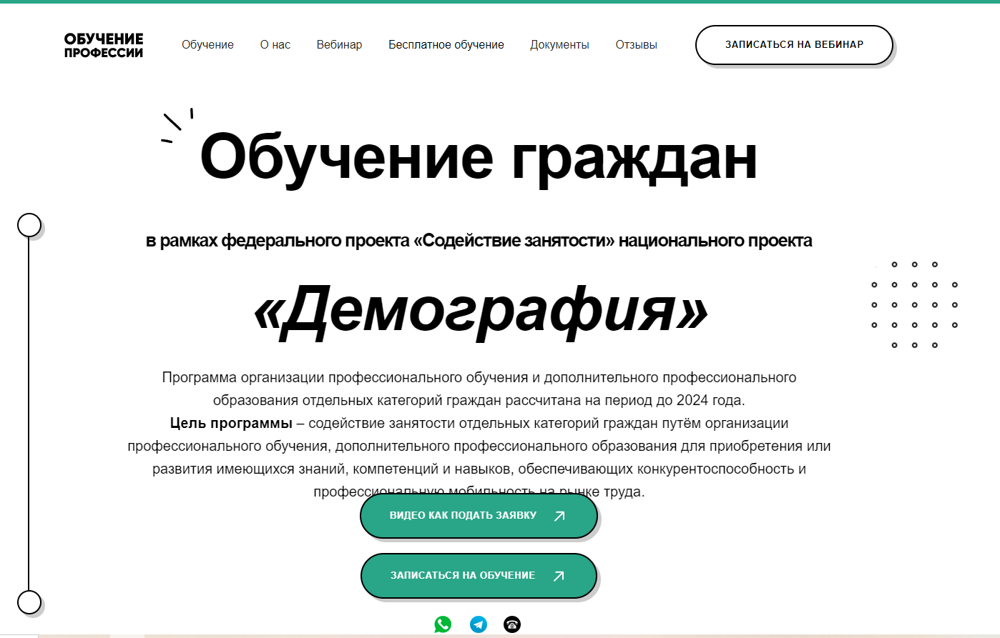 ОБУЧЕНИЕ
ПРОФЕССИИ
Обучение
О нас
Вебинар
Бесплатное обучение
Документы
Отзывы
ЗАПИСАТЬСЯ НА ВЕБИНАР
Обучение граждан
в рамках федерального проекта «Содействие занятости» национального проекта
«Демография»
Программа организации профессионального обучения и дополнительного профессионального
образования отдельных категорий граждан рассчитана на период до 2024 года.
Цель программы – содействие занятости отдельных категорий граждан путём организации
профессионального обучения, дополнительного профессионального образования для приобретения или
развития имеющихся знаний, компетенций и навыков, обеспечивающих конкурентоспособность и
профессиональную мобильность на рынке труда.
ВИДЕО КАК ПОДАТЬ ЗАЯВКУ
ЗАПИСАТЬСЯ НА ОБУЧЕНИЕ